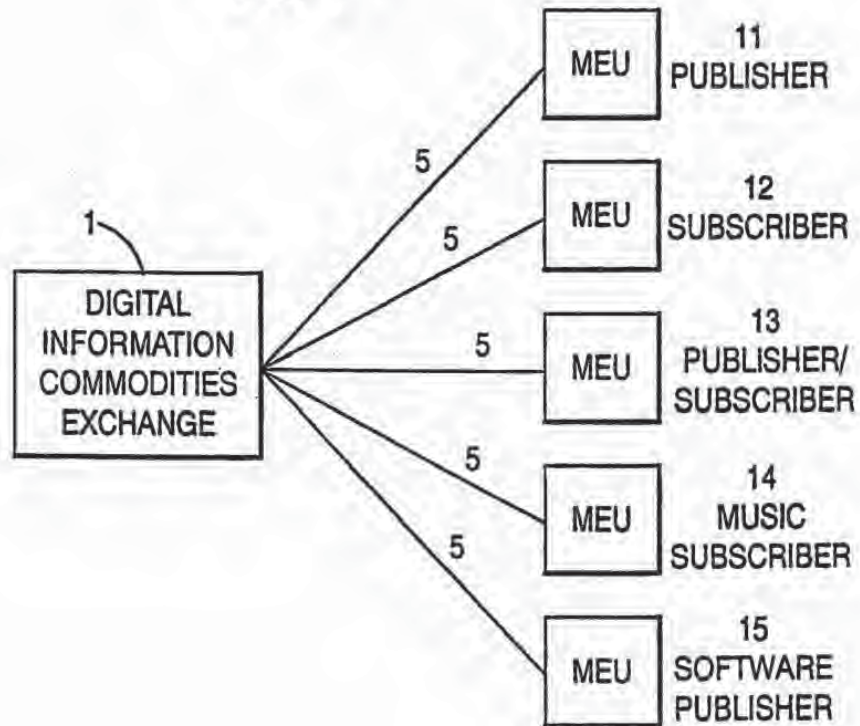 1
DIGITAL
INFORMATION
COMMODITIES
EXCHANGE
5
5
5
5
5
MEU
11
PUBLISHER
MEU
12
SUBSCRIBER
MEU
13
PUBLISHER/
SUBSCRIBER
MEU
14
MUSIC
SUBSCRIBER
MEU
15
SOFTWARE
PUBLISHER